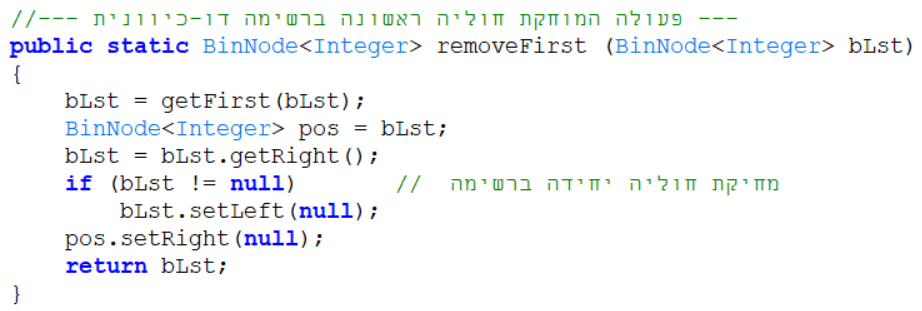 //--- פעולה המוחקת חוליה ראשונה ברשימה דו-כיוונית ---
public static BinNode<Integer> removeFirst (BinNode<Integer> bLst)
{
    bLst = getFirst(bLst);
    BinNode<Integer> pos = bLst;
    bLst = bLst.getRight();
    if (bLst != null)        //  מחיקת חוליה יחידה ברשימה
        bLst.setLeft(null);
    pos.setRight(null);
    return bLst;
}